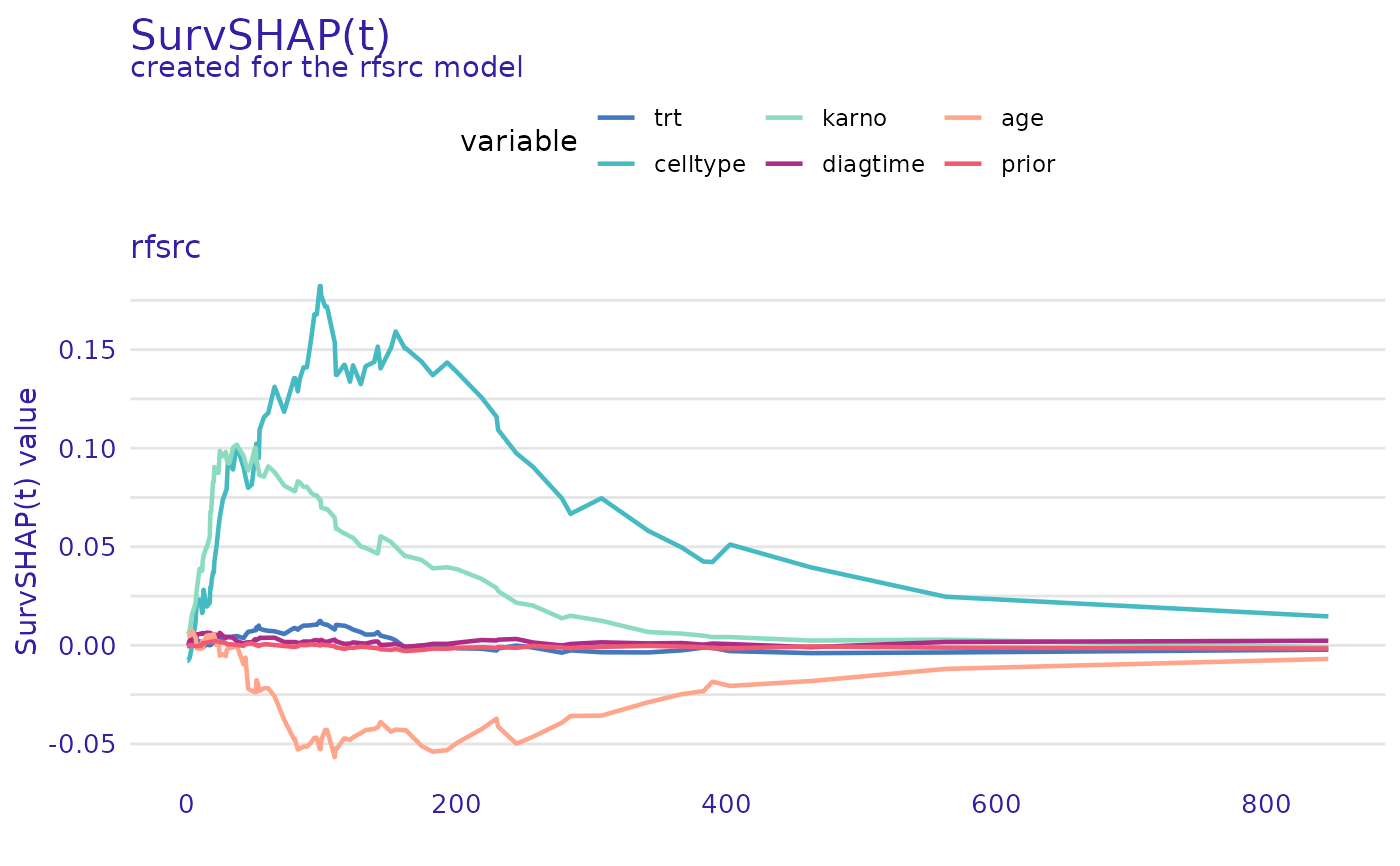 SurvSHAP(t)
created for the rfsrc model
variable
trt
karno
age
celltype
diagtime
prior
rfsrc
SurvSHAP(t) value
0.15
0.10
0.05
0.00
-0.05
0
200
400
600
800